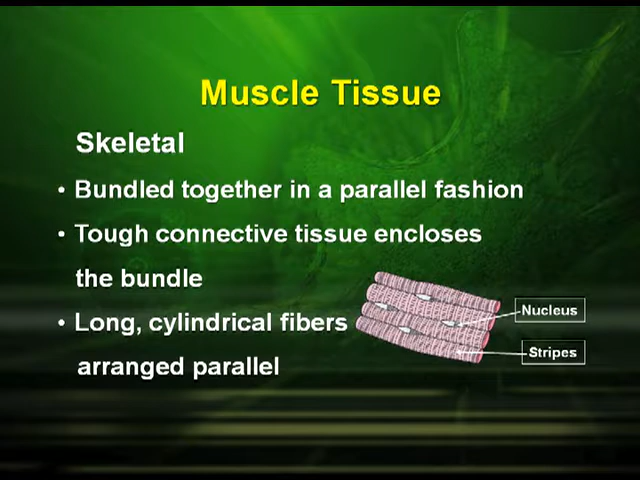 Muscle Tissue
Skeletal
• Bundled together in a parallel fashion
• Tough connective tissue encloses
the bundle
• Long, cylindrical fibers
arranged parallel
Nucleus
Stripes